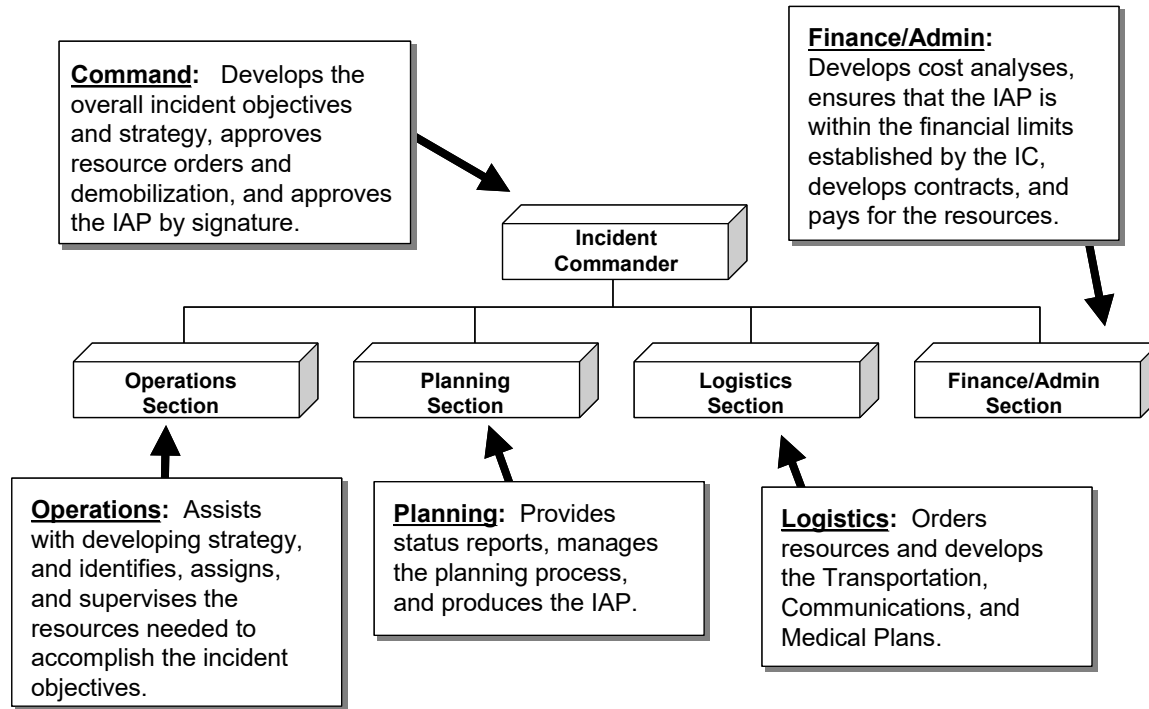 Command: Develops the
overall incident objectives
and strategy, approves
resource orders and
demobilization, and approves
the IAP by signature.
Finance/Admin:
Develops cost analyses,
ensures that the IAP is
within the financial limits
established by the IC,
develops contracts, and
pays for the resources.
Incident
Commander
Operations
Section
Planning
Section
Logistics
Section
Finance/Admin
Section
Operations: Assists
with developing strategy,
and identifies, assigns,
and supervises the
resources needed to
accomplish the incident
objectives.
Planning: Provides
status reports, manages
the planning process,
and produces the IAP.
Logistics: Orders
resources and develops
the Transportation,
Communications, and
Medical Plans.